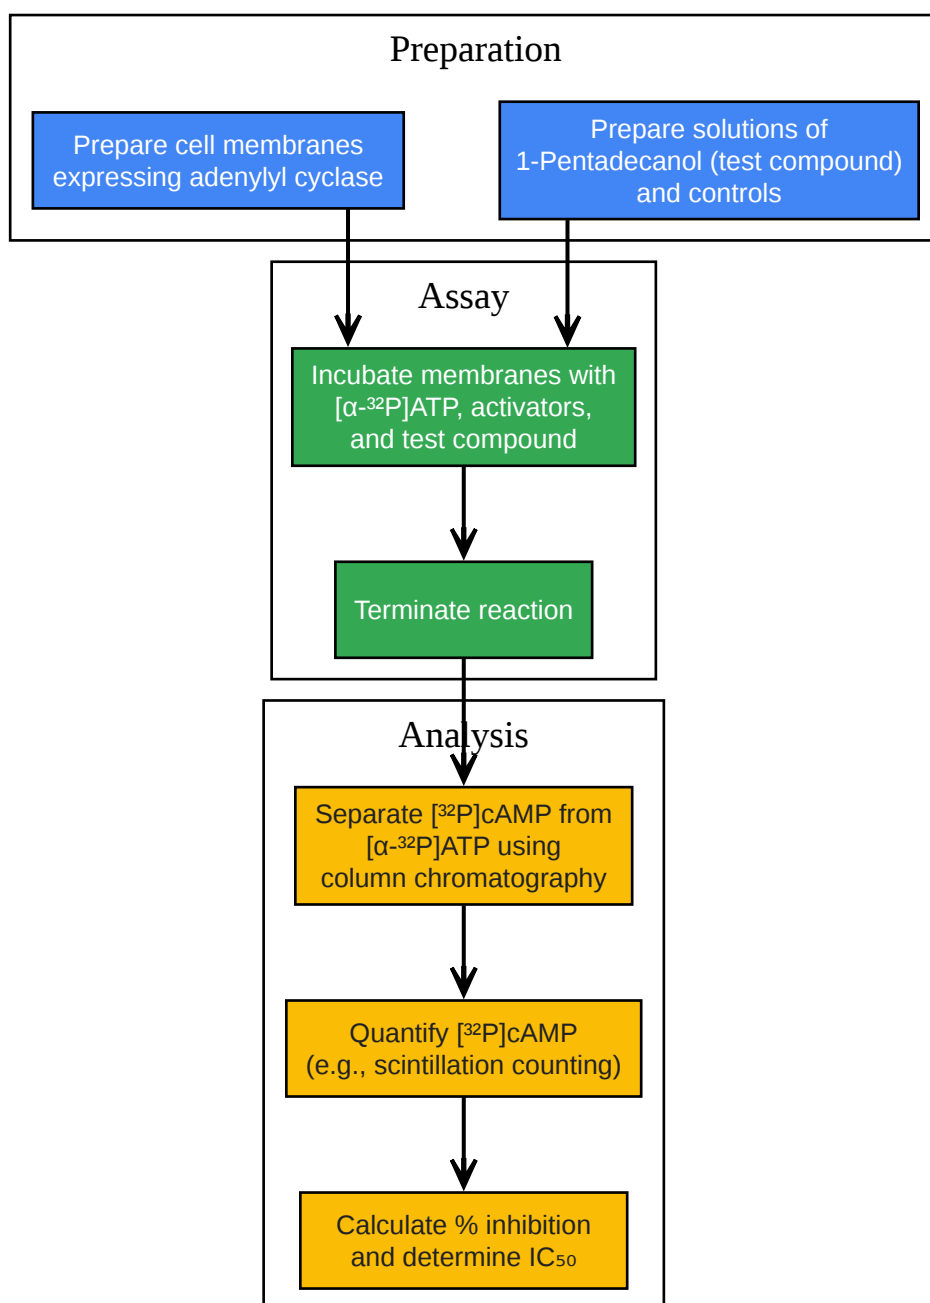 Preparation
Prepare cell membranes
expressing adenylyl cyclase
Prepare solutions of
1-Pentadecanol (test compound)
and controls
Assay
Incubate membranes with
[α-³²P]ATP, activators,
and test compound
Terminate reaction
Analysis
Separate [³²P]cAMP from
[α-³²P]ATP using
column chromatography
Quantify [³²P]cAMP
(e.g., scintillation counting)
Calculate % inhibition
and determine IC₅₀